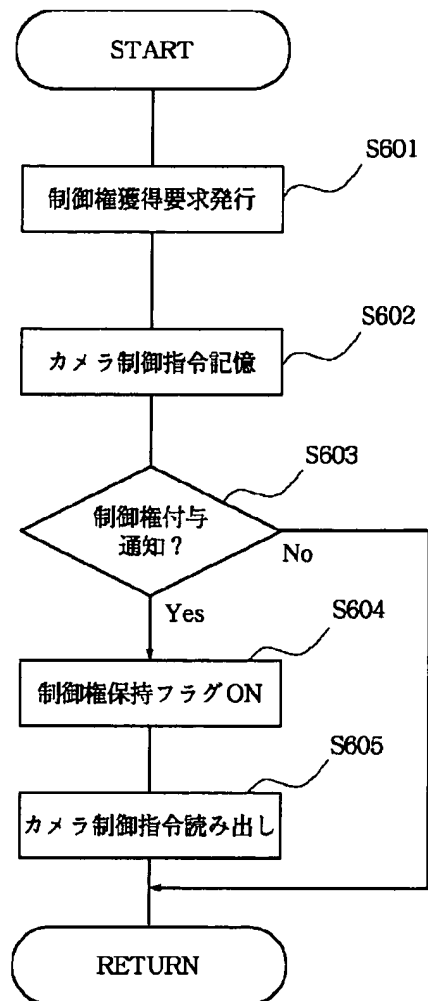 START
S601
制御権獲得要求発行
S602
カメラ制御指令記憶
S603
制御権付与
通知？
No
Yes
S604
制御権保持フラグON
S605
カメラ制御指令読み出し
RETURN